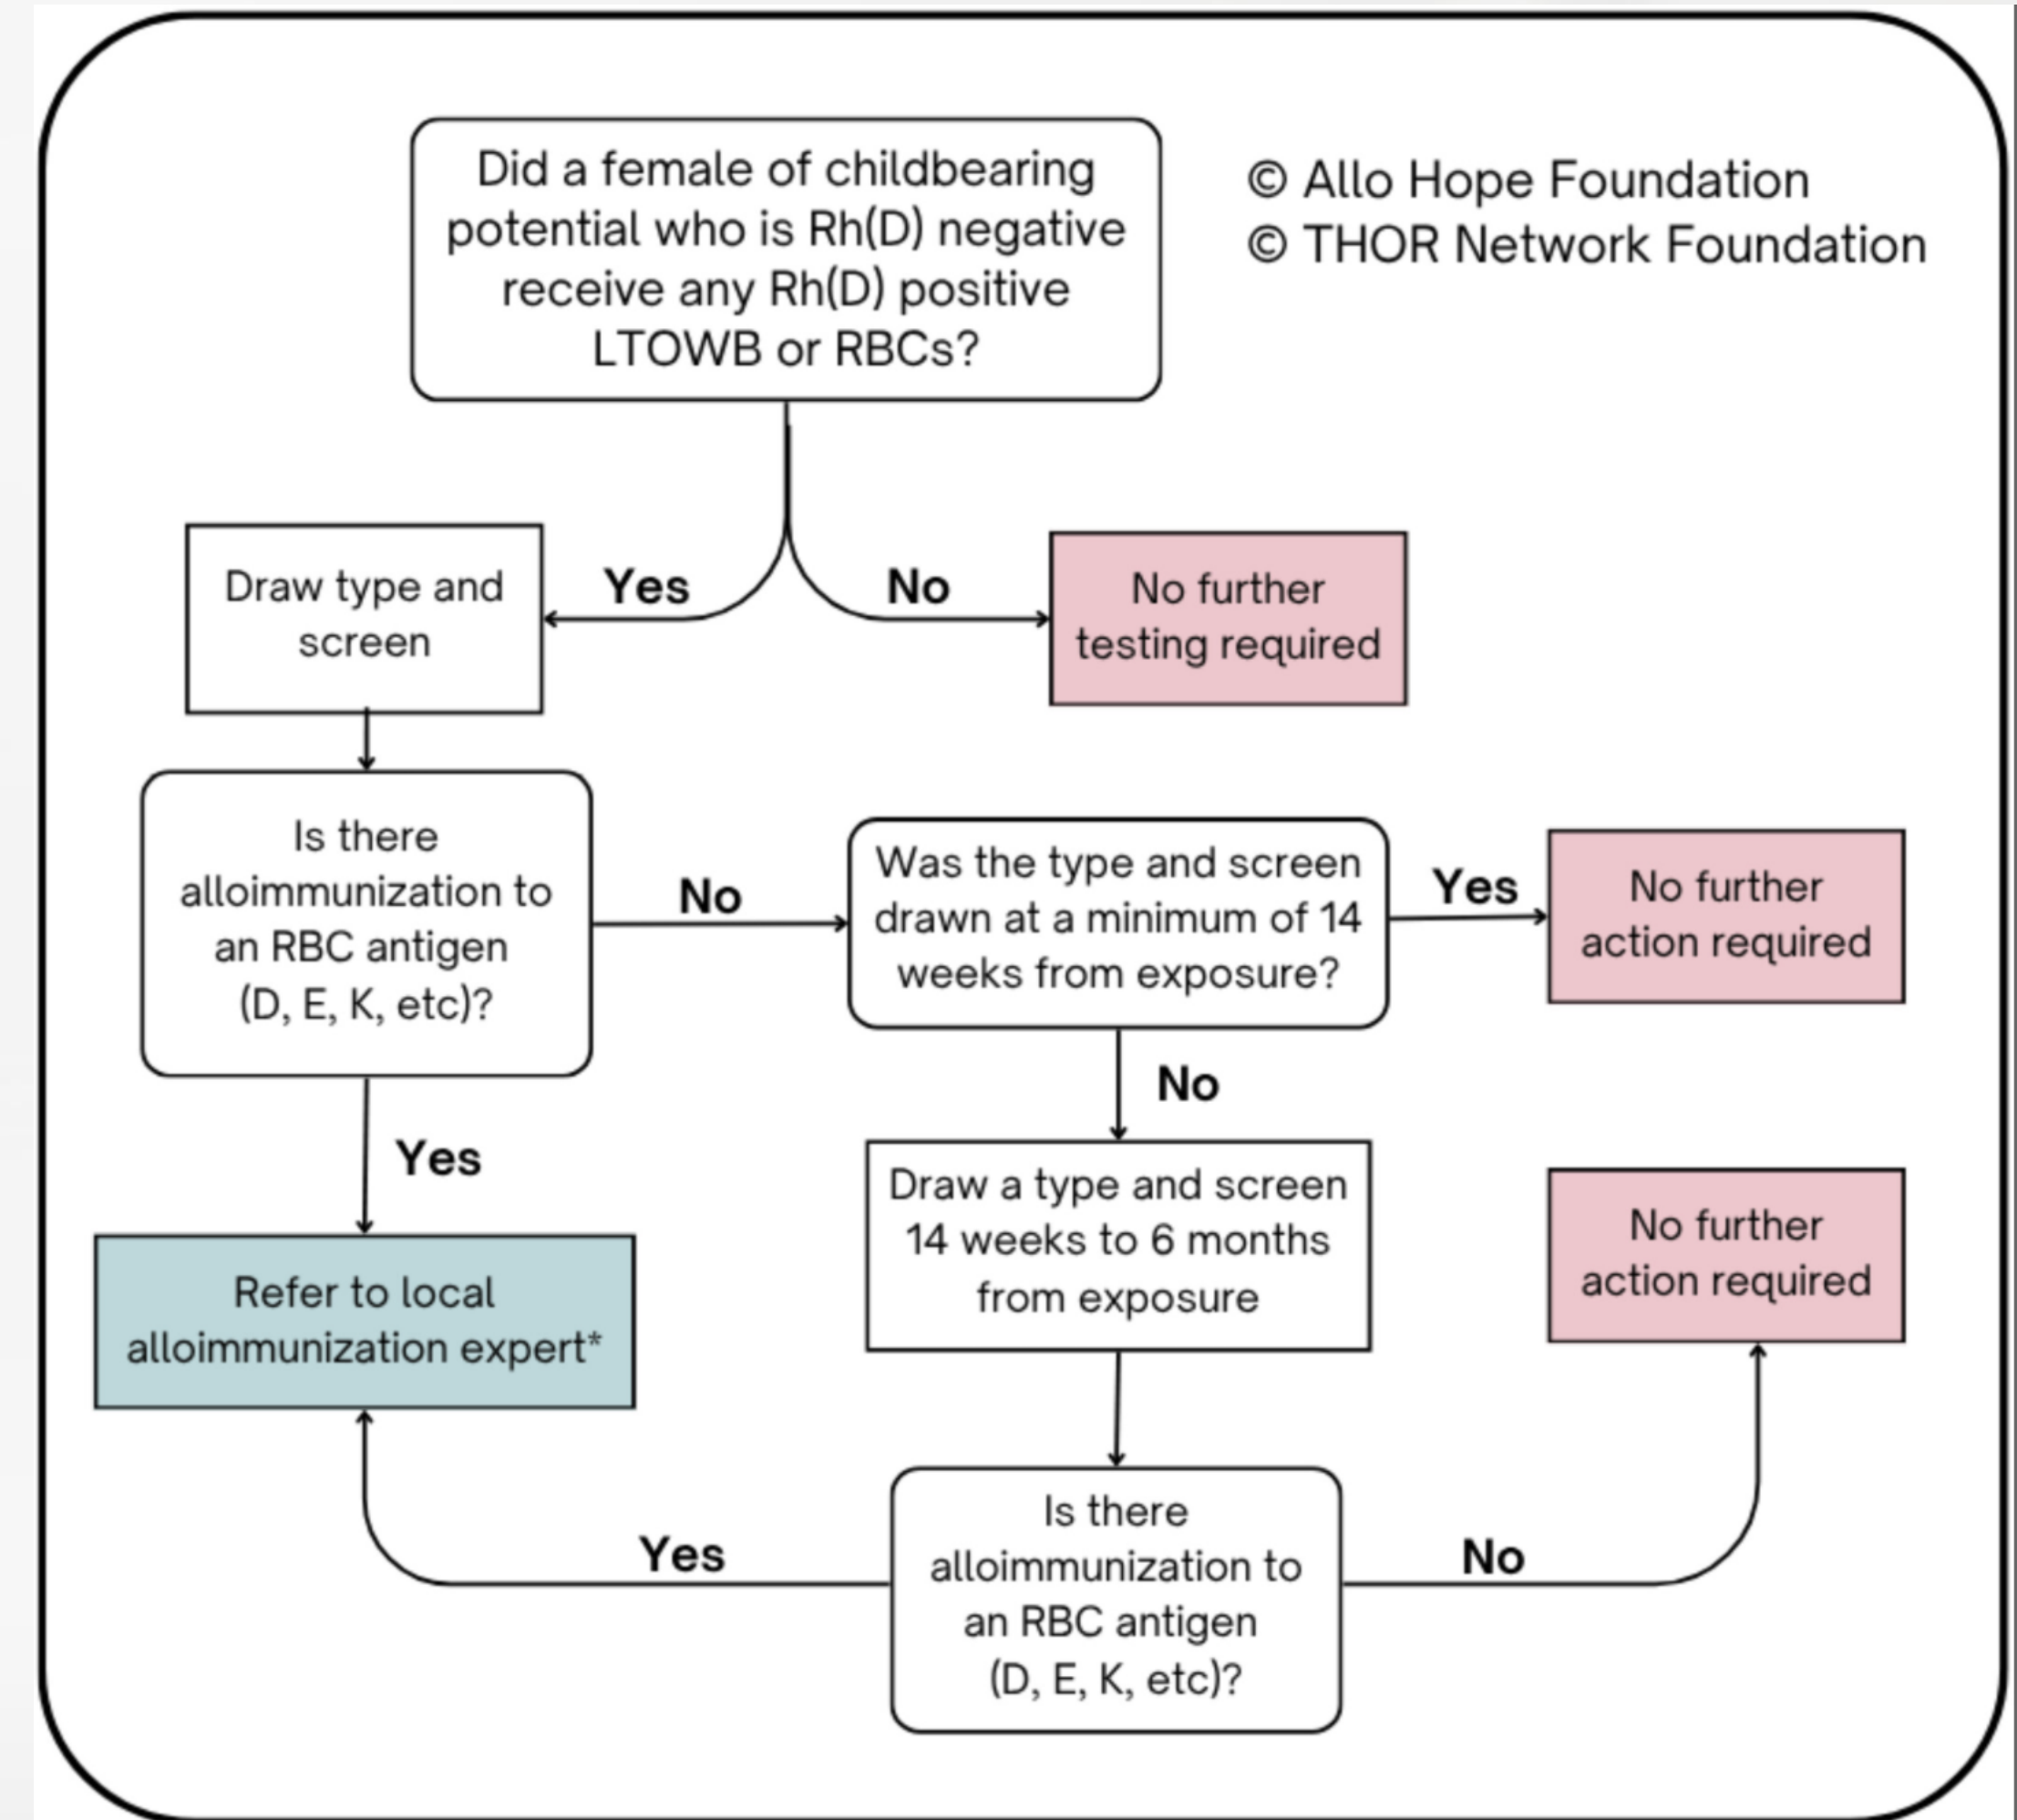 Did a female of childbearing
potential who is Rh(D) negative
receive any Rh(D) positive
LTOWB or RBCs?
© Allo Hope Foundation
© THOR Network Foundation
Draw type and
screen
Yes
No
No further
testing required
Is there
alloimmunization to
an RBC antigen
(D, E, K, etc)?
No
Was the type and screen
drawn at a minimum of 14
weeks from exposure?
Yes
No further
action required
No
Yes
Draw a type and screen
14 weeks to 6 months
from exposure
No further
action required
Refer to local
alloimmunization expert*
Is there
alloimmunization to
an RBC antigen
(D, E, K, etc)?
Yes
No